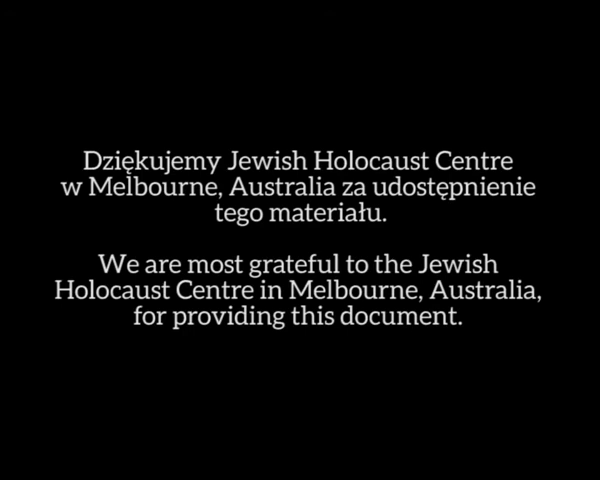 Dziękujemy Jewish Holocaust Centre
w Melbourne, Australia za udostępnienie
tego materiału.
We are most grateful to the Jewish
Holocaust Centre in Melbourne, Australia,
for providing this document.